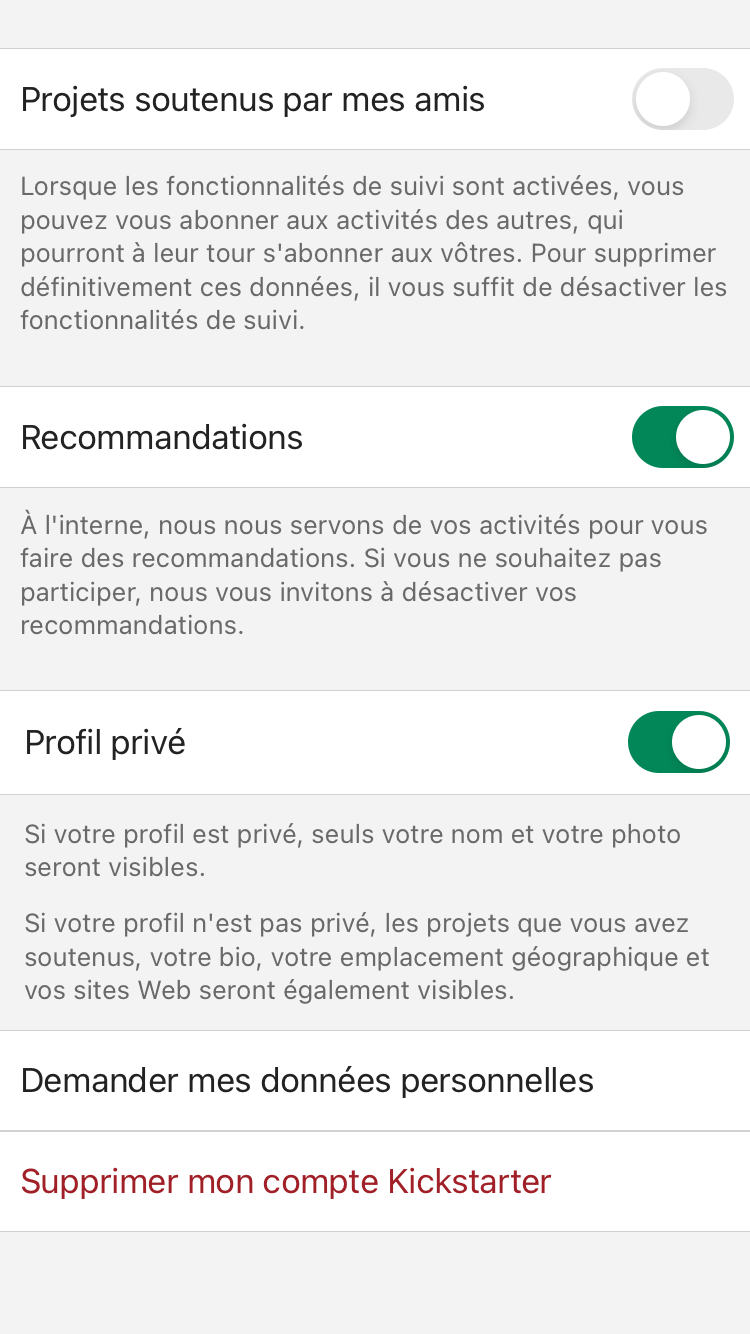 Projets soutenus par mes amis
Lorsque les fonctionnalités de suivi sont activées, vous
pouvez vous abonner aux activités des autres, qui
pourront à leur tour s'abonner aux vôtres. Pour supprimer
définitivement ces données, il vous suffit de désactiver les
fonctionnalités de suivi.
Recommandations
À l'interne, nous nous servons de vos activités pour vous
faire des recommandations. Si vous ne souhaitez pas
participer, nous vous invitons à désactiver vos
recommandations.
Profil privé
Si votre profil est privé, seuls votre nom et votre photo
seront visibles.
Si votre profil n'est pas privé, les projets que vous avez
soutenus, votre bio, votre emplacement géographique et
vos sites Web seront également visibles.
Demander mes données personnelles
Supprimer mon compte Kickstarter